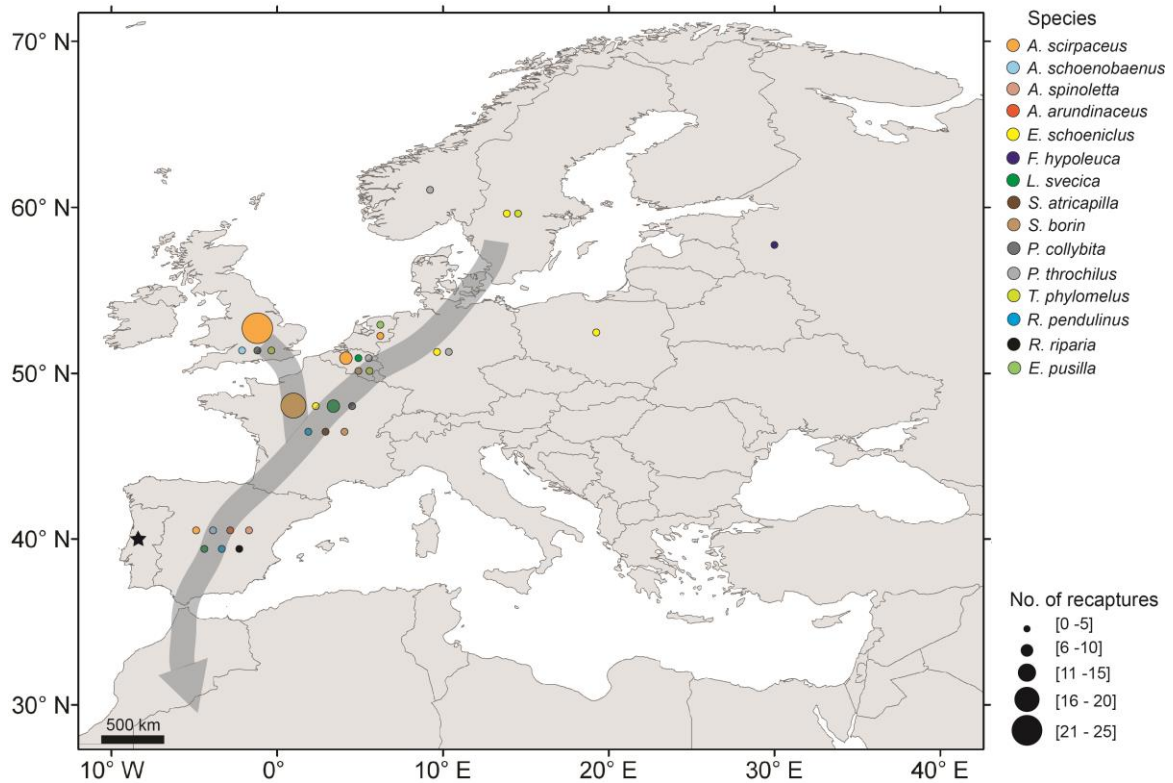 70° N
60° N
50° N
40° N
30° N
500 km
10° W
0°
10° E
20° E
30° E
40° E
Species
A. scirpaceus
A. schoenobaenus
A. spinoletta
A. arundinaceus
E. schoeniclus
F. hypoleuca
L. svecica
S. atricapilla
S. borin
P. collybita
P. throchilus
T. phylomelus
R. pendulinus
R. riparia
E. pusilla
No. of recaptures
[0 -5]
[6 -10]
[11 -15]
[16 - 20]
[21 - 25]